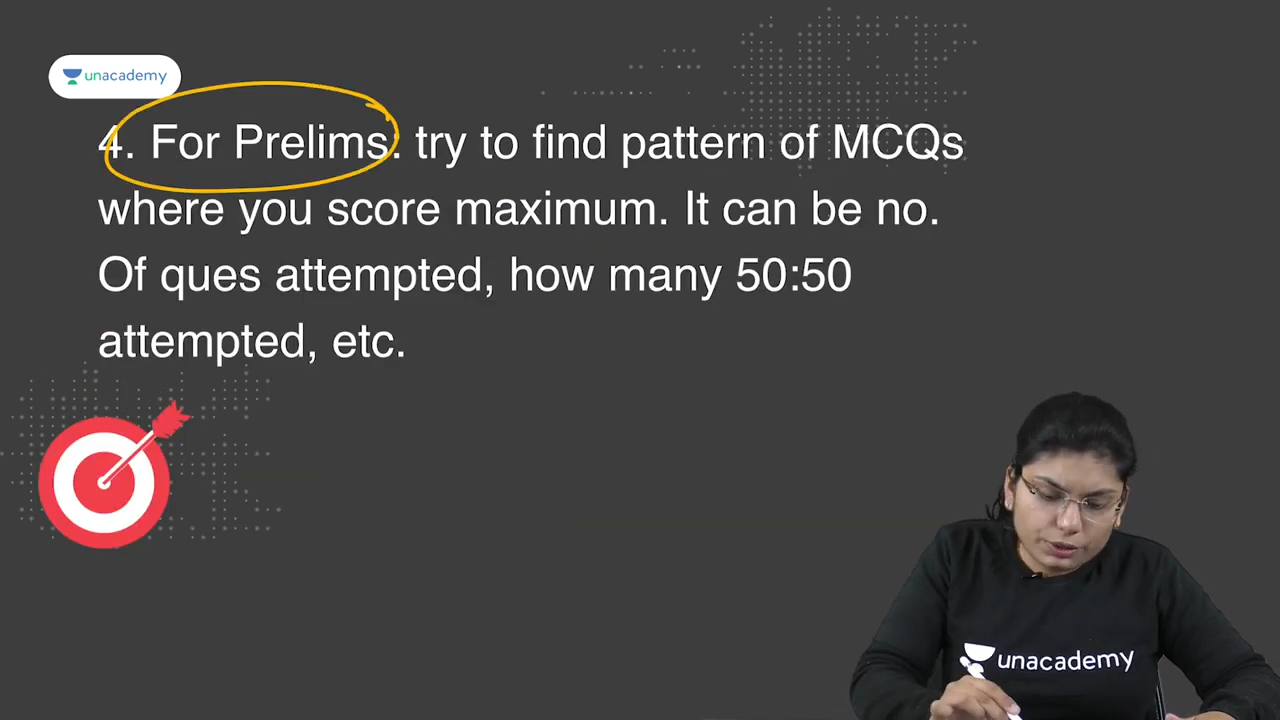 unacademy
4. For Prelims: try to find pattern of MCQs
where you score maximum. It can be no.
Of ques attempted, how many 50:50
attempted, etc.
unacademy